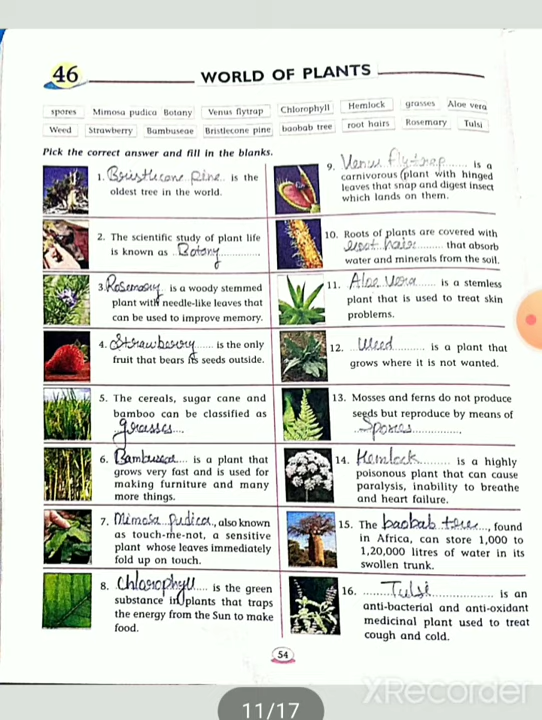 46
WORLD OF PLANTS
spores Mimosa pudica Botany Venus flytrap Chlorophyll Hemlock grasses Aloe vera
Weed Strawberry Bambuseae Bristlecone pine baobab tree root hairs Rosemary Tulsi
Pick the correct answer and fill in the blanks.
1. Bristlecone pine is the
oldest tree in the world.
2. The scientific study of plant life
is known as Botany
3. Rosemary is a woody stemmed
plant with needle-like leaves that
can be used to improve memory.
4. Strawberry is the only
fruit that bears its seeds outside.
5. The cereals, sugar cane and
bamboo can be classified as
grasses
6. Bambuseae is a plant that
grows very fast and is used for
making furniture and many
more things.
7. Mimosa pudica, also known
as touch-me-not, a sensitive
plant whose leaves immediately
fold up on touch.
8. Chlorophyll is the green
substance in plants that traps
the energy from the Sun to make
food.
9. Venus flytrap is a
carnivorous (plant with hinged
leaves that snap and digest insect
which lands on them.
10. Roots of plants are covered with
root hairs that absorb
water and minerals from the soil.
11. Aloe Vera is a stemless
plant that is used to treat skin
problems.
12. Weed is a plant that
grows where it is not wanted.
13. Mosses and ferns do not produce
seeds but reproduce by means of
Spores
14. Hemlock is a highly
poisonous plant that can cause
paralysis, inability to breathe
and heart failure.
15. The baobab tree, found
in Africa, can store 1,000 to
1,20,000 litres of water in its
swollen trunk.
16. Tulsi is an
anti-bacterial and anti-oxidant
medicinal plant used to treat
cough and cold.
54
XRecorder
11/17